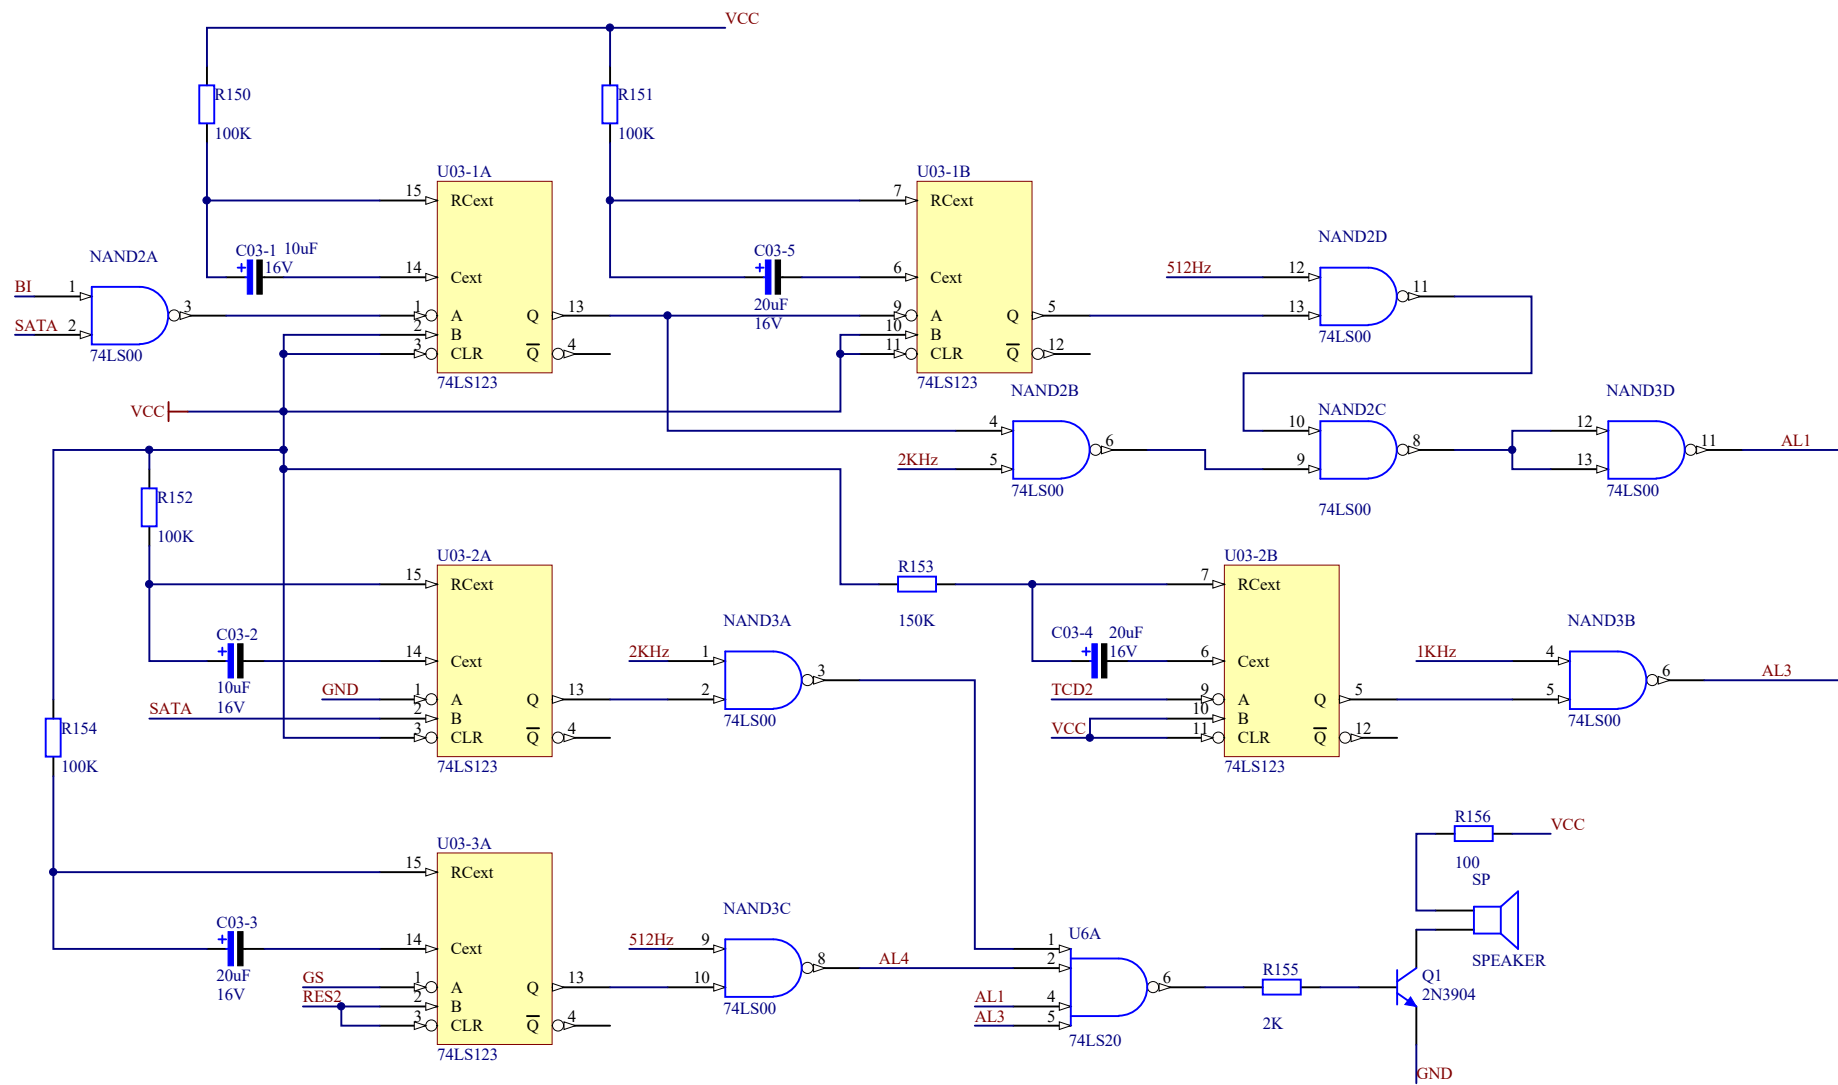 VCC
R150
100K
R151
100K
U03-1A
15 RCext
C03-1 10uF
16V
14 Cext
1 A Q 13
2 B
3 CLR Q 4
74LS123
NAND2A
BI 1
SATA 2
3
74LS00
U03-1B
7 RCext
C03-5
20uF
16V
6 Cext
9 A Q 5
10 B
11 CLR Q 12
74LS123
NAND2D
512Hz 12
13
11
74LS00
NAND2B
4
2KHz 5
6
74LS00
NAND2C
10
9
8
74LS00
NAND3D
12
13
11
AL1
74LS00
VCC
R152
100K
U03-2A
15 RCext
C03-2
10uF
16V
14 Cext
GND 1 A Q 13
SATA 2 B
3 CLR Q 4
74LS123
R154
100K
NAND3A
2KHz 1
2
3
74LS00
R153
150K
U03-2B
7 RCext
C03-4 20uF
16V
6 Cext
TCD2 9 A Q 5
10 B
VCC 11 CLR Q 12
74LS123
NAND3B
1KHz 4
5
6
AL3
74LS00
U03-3A
15 RCext
C03-3
20uF
16V
14 Cext
GS 1 A Q 13
RES2 2 B
3 CLR Q 4
74LS123
NAND3C
512Hz 9
10
8
AL4
74LS00
U6A
1
2
AL1 4
AL3 5
6
74LS20
R155
2K
R156
100
VCC
SP
SPEAKER
Q1
2N3904
GND